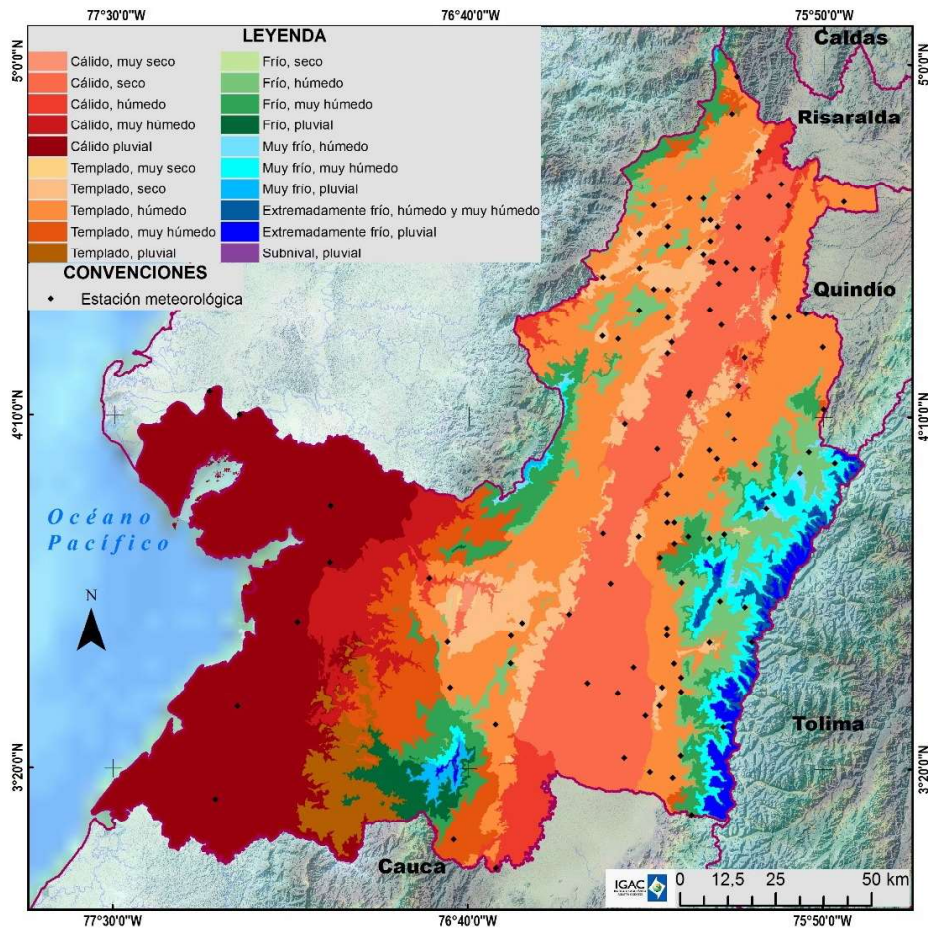 77°30'0"W
76°40'0"W
75°50'0"W
LEYENDA
Cálido, muy seco
Cálido, seco
Cálido, húmedo
Cálido, muy húmedo
Cálido pluvial
Templado, muy seco
Templado, seco
Templado, húmedo
Templado, muy húmedo
Templado, pluvial
Frío, seco
Frío, húmedo
Frío, muy húmedo
Frío, pluvial
Muy frío, húmedo
Muy frío, muy húmedo
Muy frío, pluvial
Extremadamente frío, húmedo y muy húmedo
Extremadamente frío, pluvial
Subnival, pluvial
CONVENCIONES
Estación meteorológica
Caldas
Risaralda
Quindío
Tolima
Cauca
Océano
Pacífico
N
5°0'0"N
5°0'0"N
4°10'0"N
4°10'0"N
3°20'0"N
3°20'0"N
IGAC
0 12,5 25 50 km
77°30'0"W
76°40'0"W
75°50'0"W